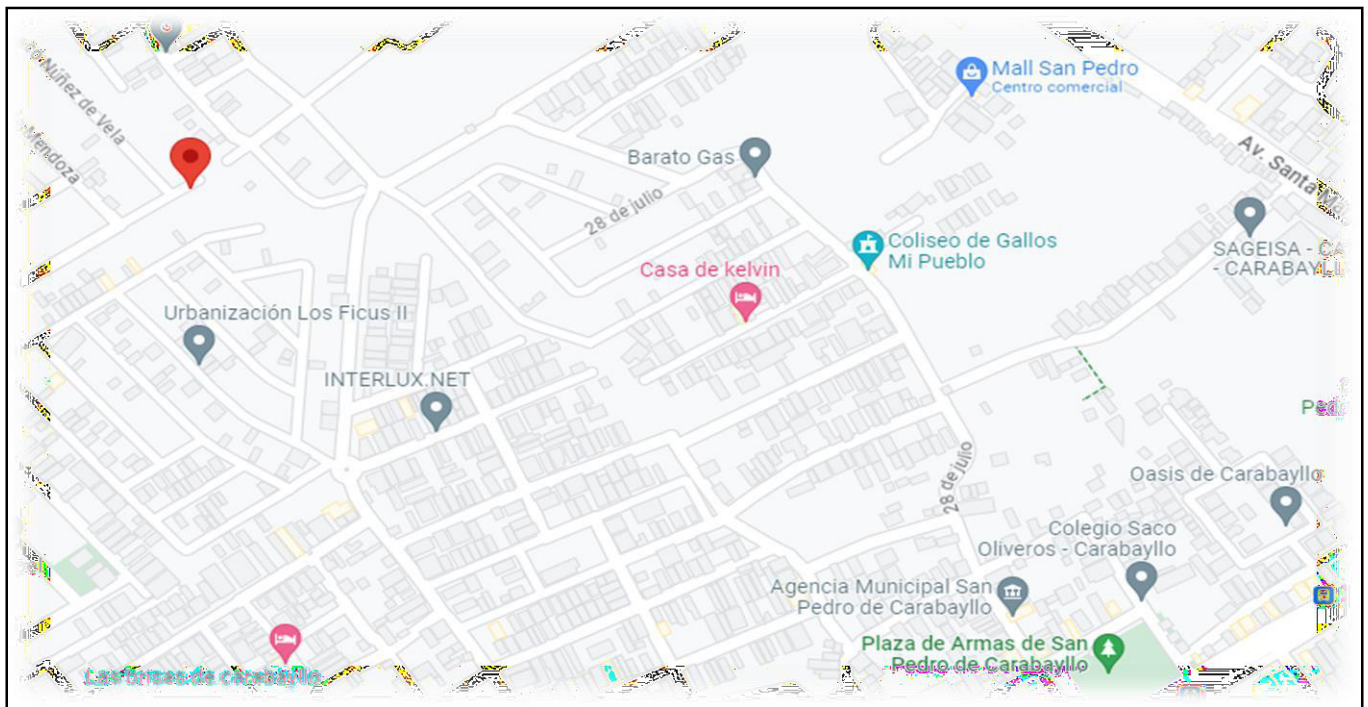 Núñez de Vela
Mendoza
Mall San Pedro
Centro comercial
Av. Santa
Barato Gas
28 de julio
Coliseo de Gallos
Mi Pueblo
SAGEISA - CA
- CARABAYLL
Casa de kelvin
Urbanización Los Ficus II
INTERLUX.NET
28 de julio
Oasis de Carabayllo
Colegio Saco
Oliveros - Carabayllo
Agencia Municipal San
Pedro de Carabayllo
Plaza de Armas de San
Pedro de Carabayllo